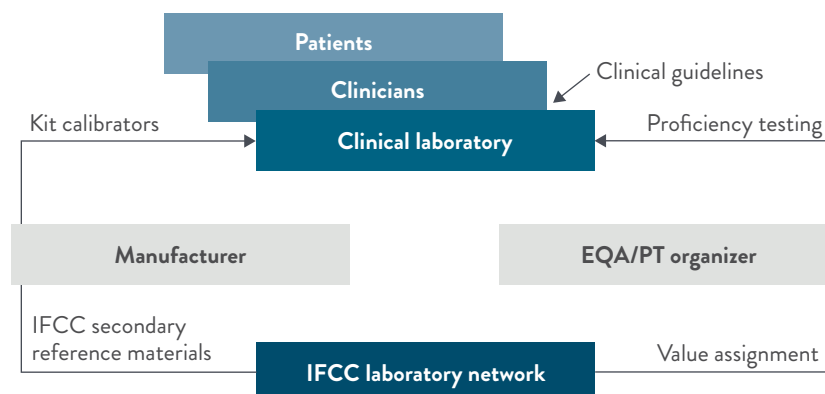 Patients
Clinicians
Clinical guidelines
Kit calibrators
Clinical laboratory
Proficiency testing
Manufacturer
EQA/PT organizer
IFCC secondary
reference materials
IFCC laboratory network
Value assignment